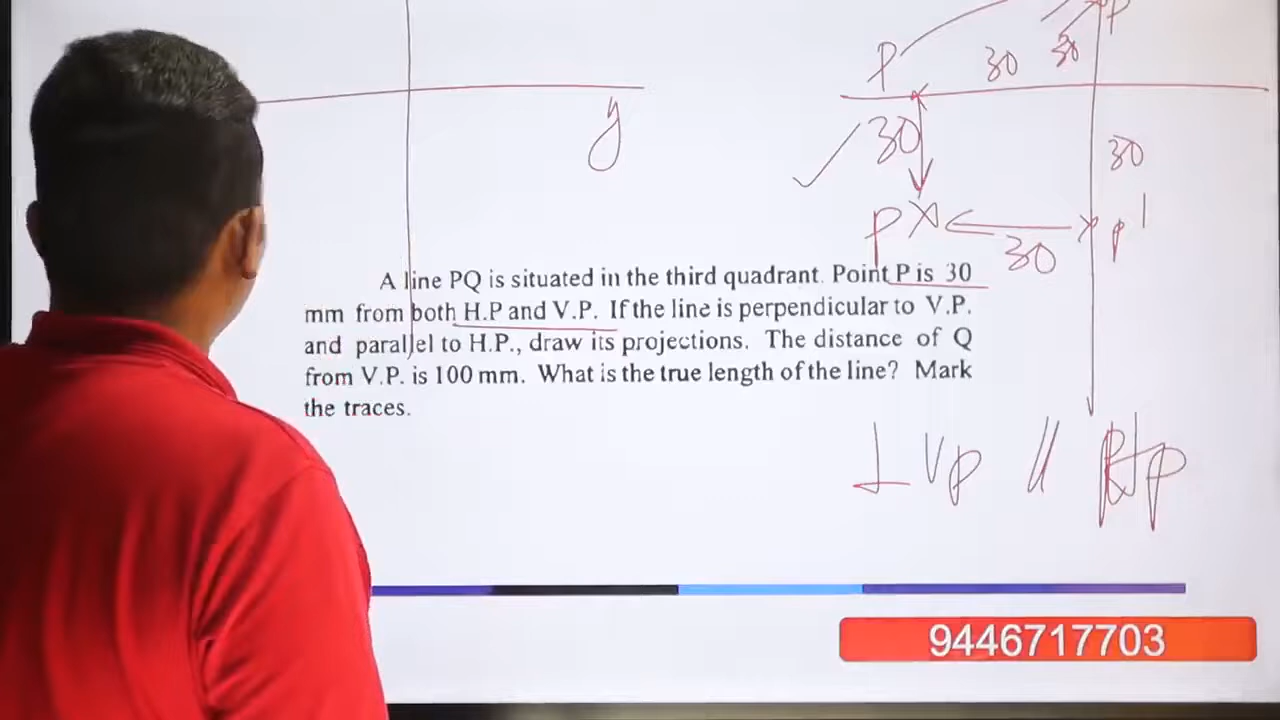 P
P
30
30
y
30
30
P
30
p'
A line PQ is situated in the third quadrant. Point P is 30
mm from both H.P and V.P. If the line is perpendicular to V.P.
and parallel to H.P., draw its projections. The distance of Q
from V.P. is 100 mm. What is the true length of the line? Mark
the traces.
⊥ Vp // Hp
9446717703